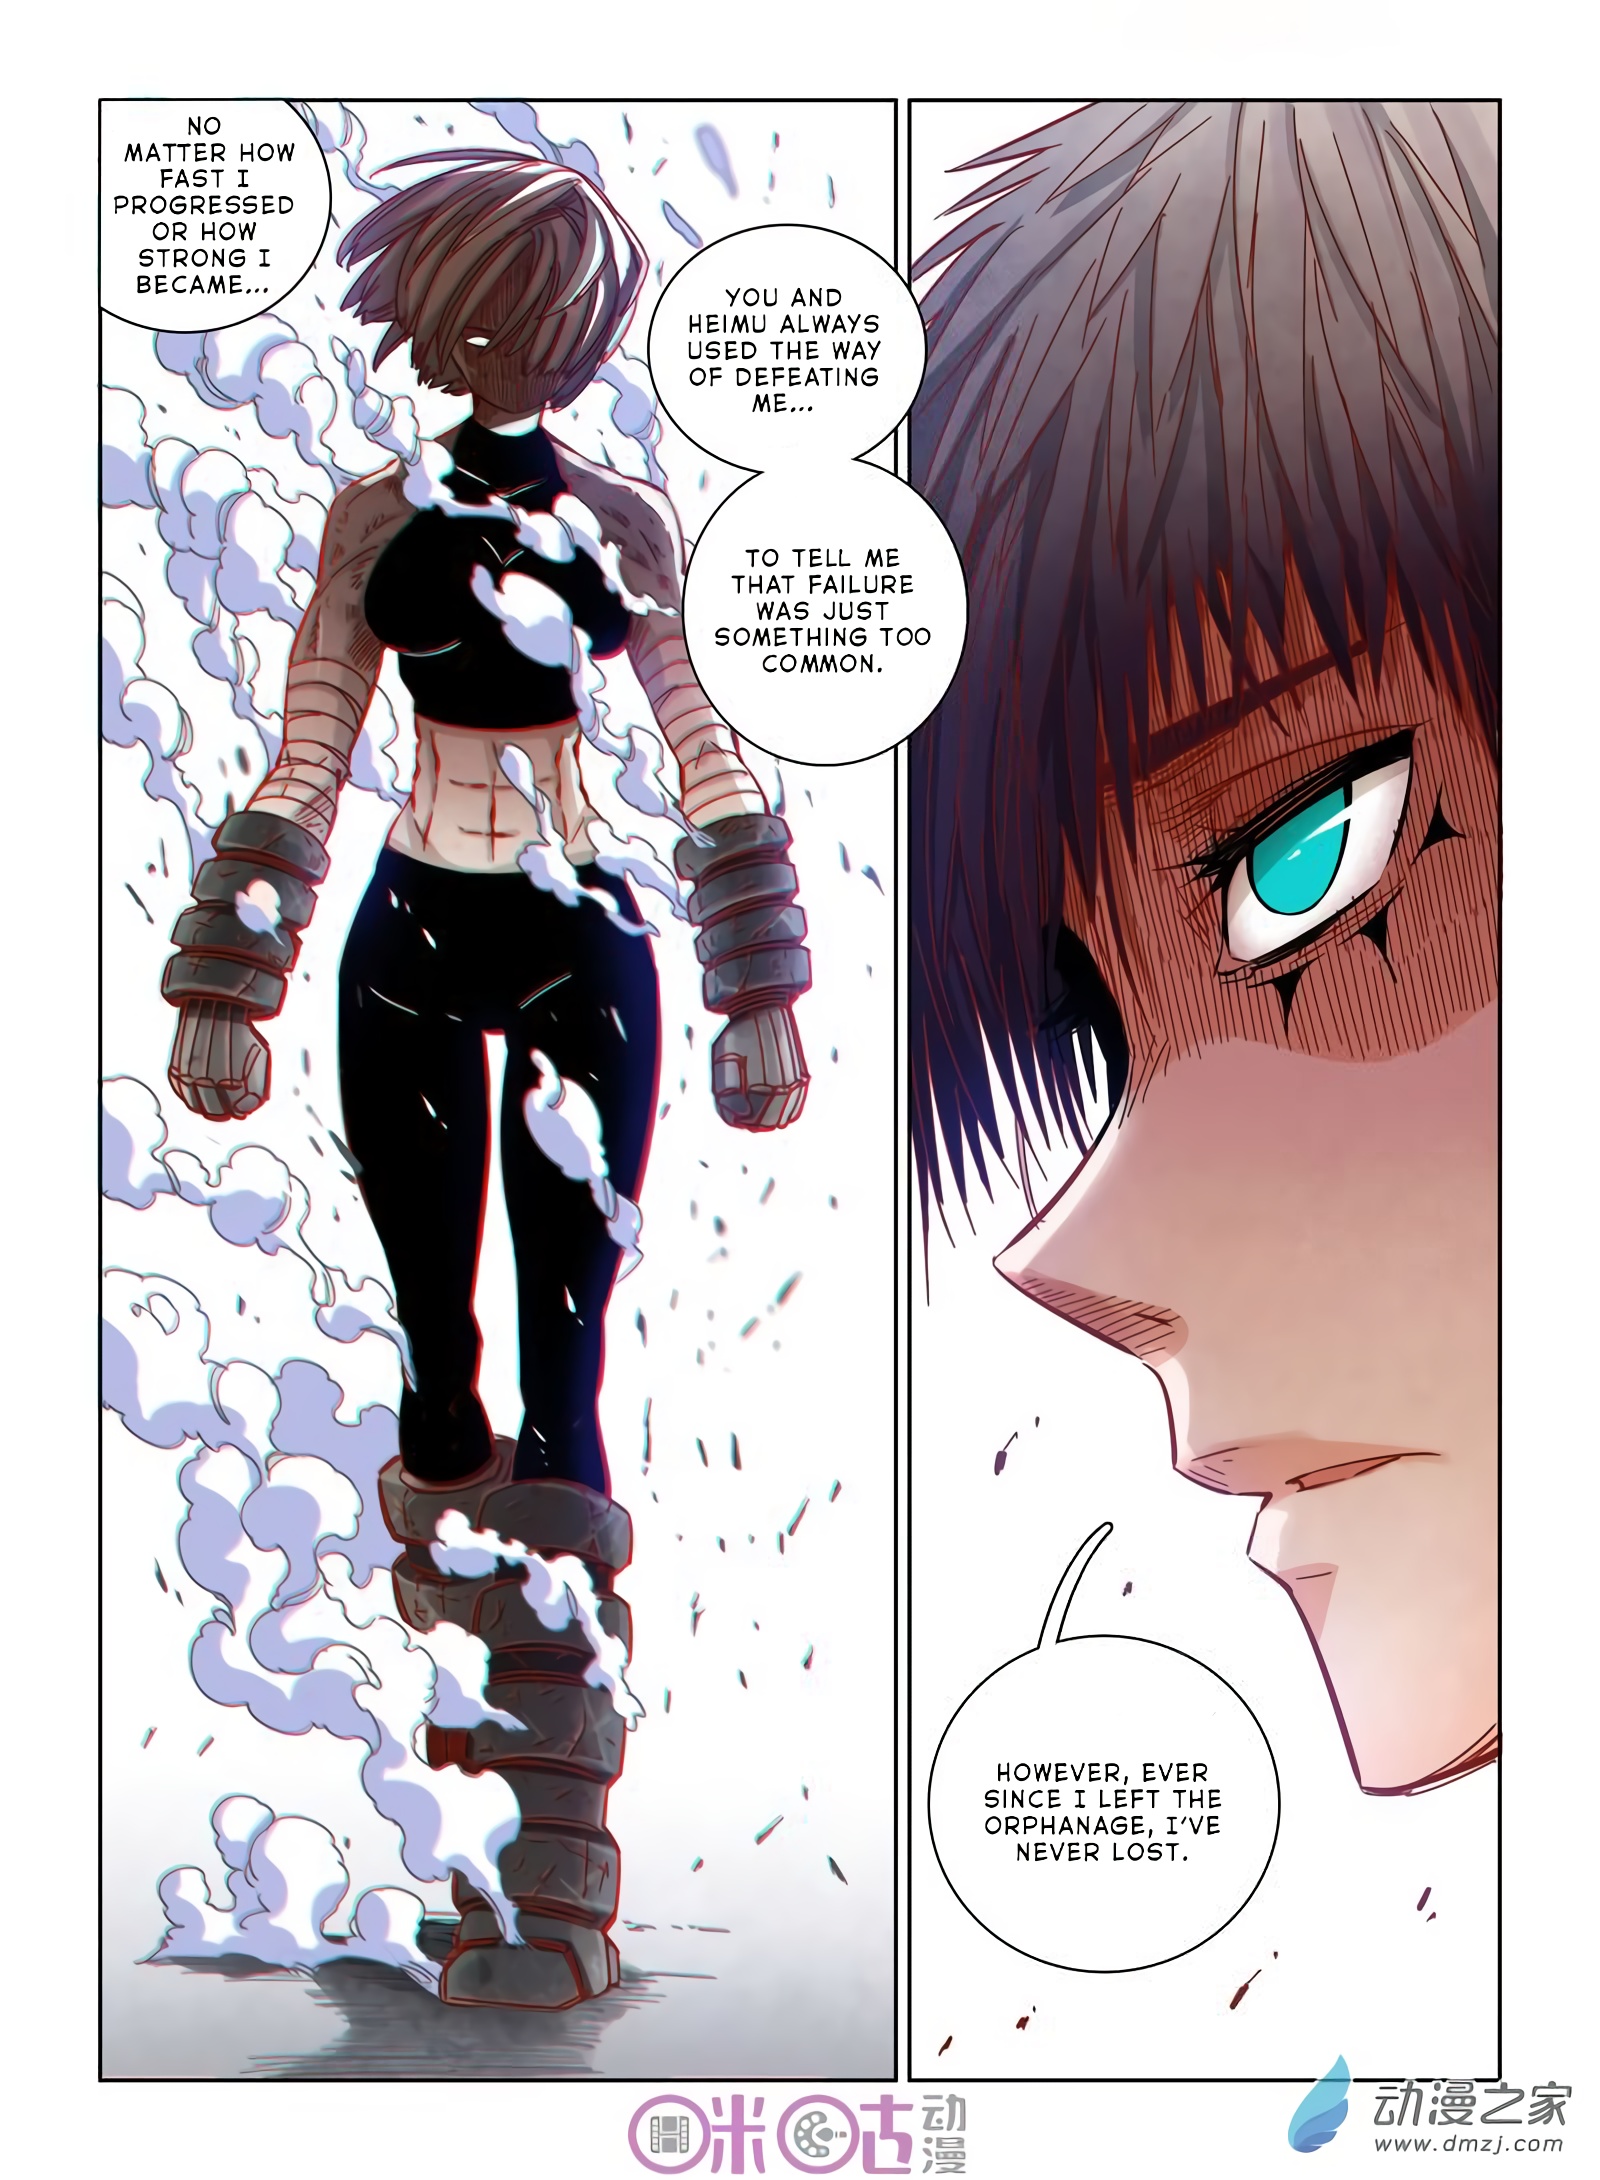 NO
MATTER HOW
FAST I
PROGRESSED
OR HOW
STRONG I
BECAME...
YOU AND
HEIMU ALWAYS
USED THE WAY
OF DEFEATING
ME...
TO TELL ME
THAT FAILURE
WAS JUST
SOMETHING TOO
COMMON.
HOWEVER, EVER
SINCE I LEFT THE
ORPHANAGE, I'VE
NEVER LOST.
咪咕动漫
动漫之家
www.dmzj.com